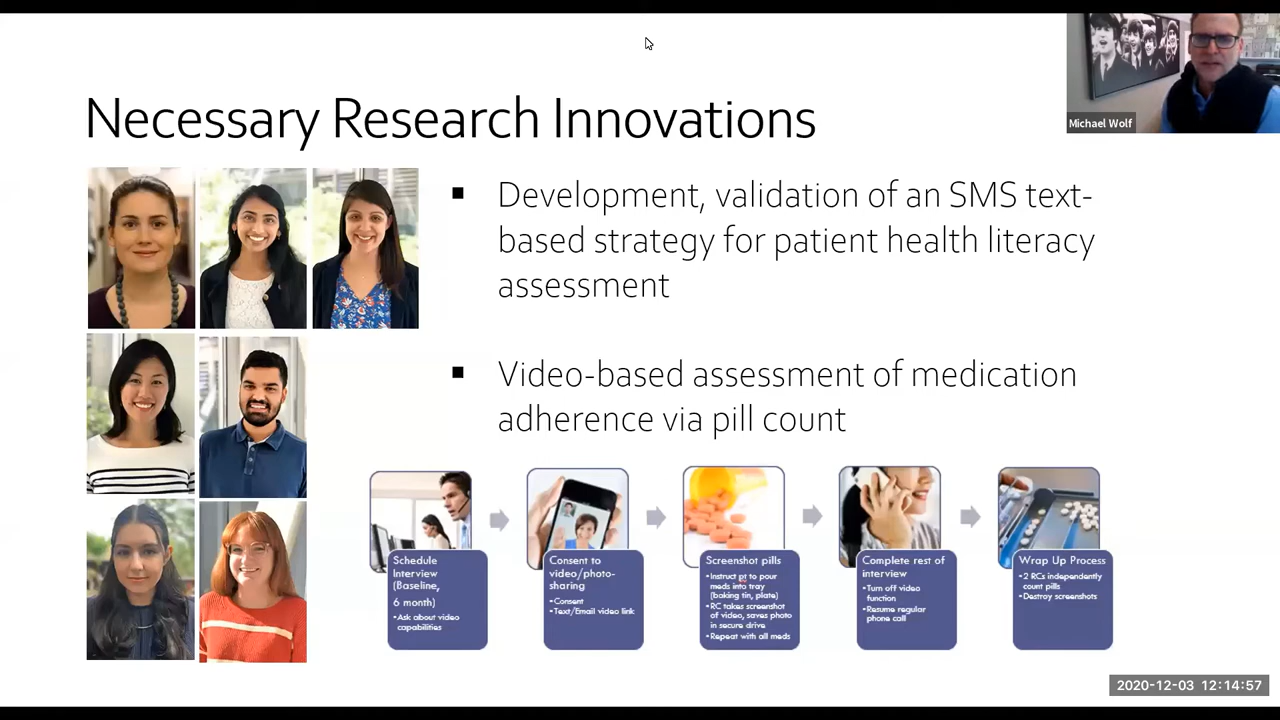 Michael Wolf
Necessary Research Innovations
▪ Development, validation of an SMS text-
based strategy for patient health literacy
assessment
▪ Video-based assessment of medication
adherence via pill count
Schedule
Interview
(Baseline,
6 month)
•Ask about video
capabilities
Consent to
video/photo-
sharing
•Consent
•Text/Email video link
Screenshot pills
•Instruct pt to pour
meds into tray
(baking tin, plate)
•RC takes screenshot
of video, saves photo
in secure drive
•Repeat with all meds
Complete rest of
interview
•Turn off video
function
•Resume regular
phone call
Wrap Up Process
•2 RCs independently
count pills
•Destroy screenshots
2020-12-03 12:14:57